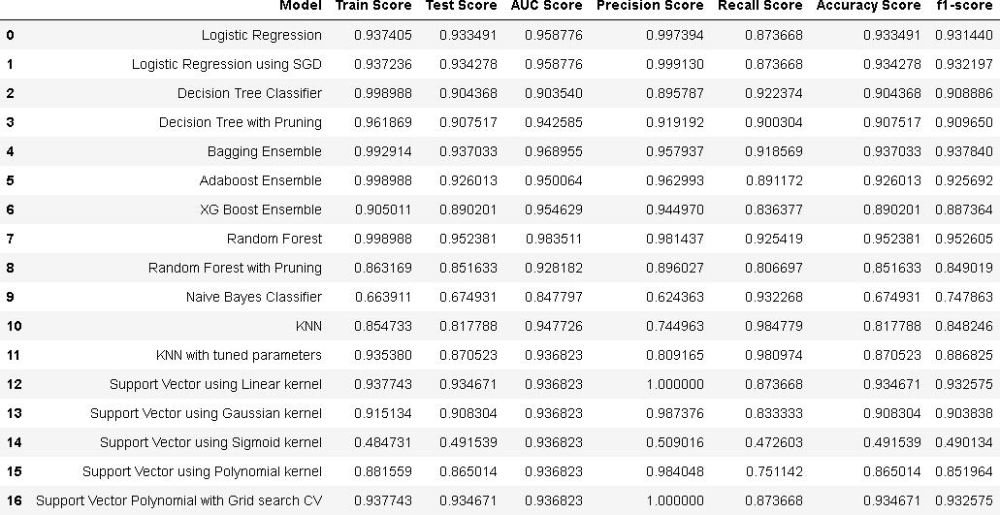 Model Train Score Test Score AUC Score Precision Score Recall Score Accuracy Score f1-score
0 Logistic Regression 0.937405 0.933491 0.958776 0.997394 0.873668 0.933491 0.931440
1 Logistic Regression using SGD 0.937236 0.934278 0.958776 0.999130 0.873668 0.934278 0.932197
2 Decision Tree Classifier 0.998988 0.904368 0.903540 0.895787 0.922374 0.904368 0.908886
3 Decision Tree with Pruning 0.961869 0.907517 0.942585 0.919192 0.900304 0.907517 0.909650
4 Bagging Ensemble 0.992914 0.937033 0.968955 0.957937 0.918569 0.937033 0.937840
5 Adaboost Ensemble 0.998988 0.926013 0.950064 0.962993 0.891172 0.926013 0.925692
6 XG Boost Ensemble 0.905011 0.890201 0.954629 0.944970 0.836377 0.890201 0.887364
7 Random Forest 0.998988 0.952381 0.983511 0.981437 0.925419 0.952381 0.952605
8 Random Forest with Pruning 0.863169 0.851633 0.928182 0.896027 0.806697 0.851633 0.849019
9 Naive Bayes Classifier 0.663911 0.674931 0.847797 0.624363 0.932268 0.674931 0.747863
10 KNN 0.854733 0.817788 0.947726 0.744963 0.984779 0.817788 0.848246
11 KNN with tuned parameters 0.935380 0.870523 0.936823 0.809165 0.980974 0.870523 0.886825
12 Support Vector using Linear kernel 0.937743 0.934671 0.936823 1.000000 0.873668 0.934671 0.932575
13 Support Vector using Gaussian kernel 0.915134 0.908304 0.936823 0.987376 0.833333 0.908304 0.903838
14 Support Vector using Sigmoid kernel 0.484731 0.491539 0.936823 0.509016 0.472603 0.491539 0.490134
15 Support Vector using Polynomial kernel 0.881559 0.865014 0.936823 0.984048 0.751142 0.865014 0.851964
16 Support Vector Polynomial with Grid search CV 0.937743 0.934671 0.936823 1.000000 0.873668 0.934671 0.932575